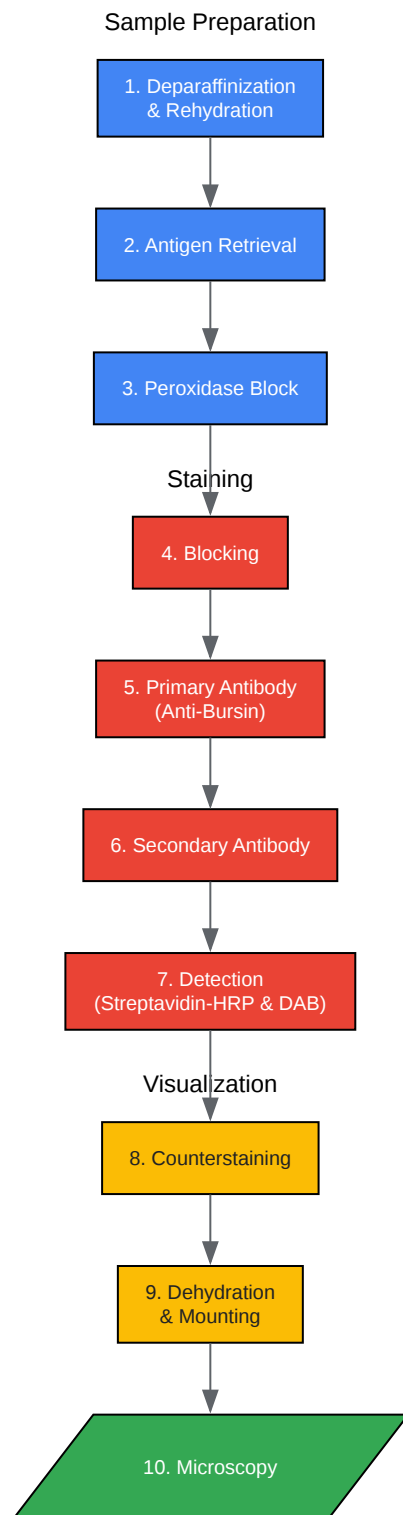 Sample Preparation
1. Deparaffinization
& Rehydration
2. Antigen Retrieval
3. Peroxidase Block
Staining
4. Blocking
5. Primary Antibody
(Anti-Bursin)
6. Secondary Antibody
7. Detection
(Streptavidin-HRP & DAB)
Visualization
8. Counterstaining
9. Dehydration
& Mounting
10. Microscopy